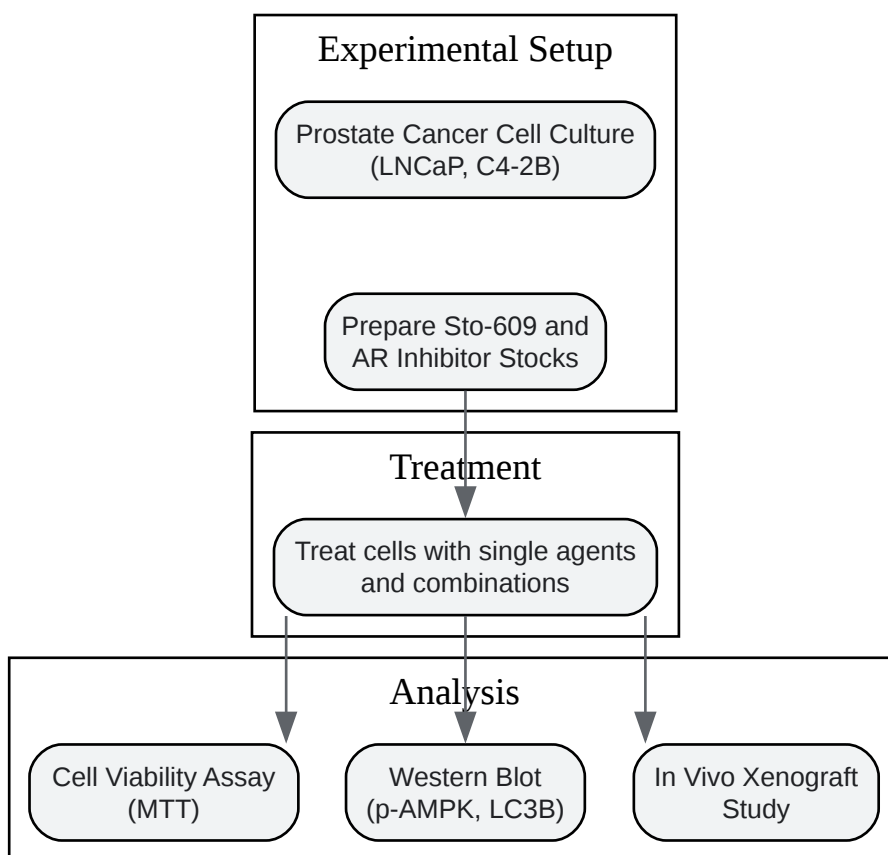 Experimental Setup
Prostate Cancer Cell Culture
(LNCaP, C4-2B)
Prepare Sto-609 and
AR Inhibitor Stocks
Treatment
Treat cells with single agents
and combinations
Analysis
Cell Viability Assay
(MTT)
Western Blot
(p-AMPK, LC3B)
In Vivo Xenograft
Study